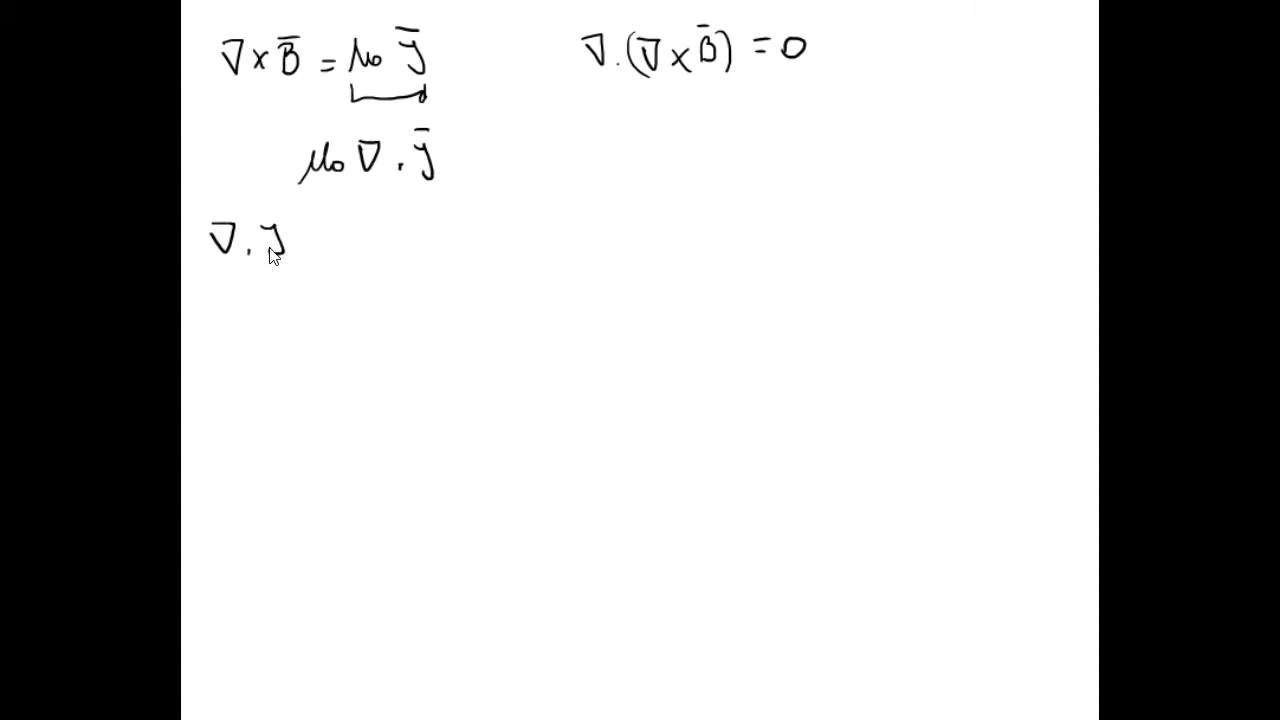 ∇ × B̄ = μ₀ J̄
∇ . (∇ × B̄) = 0
μ₀ ∇ . J̄
∇ . J